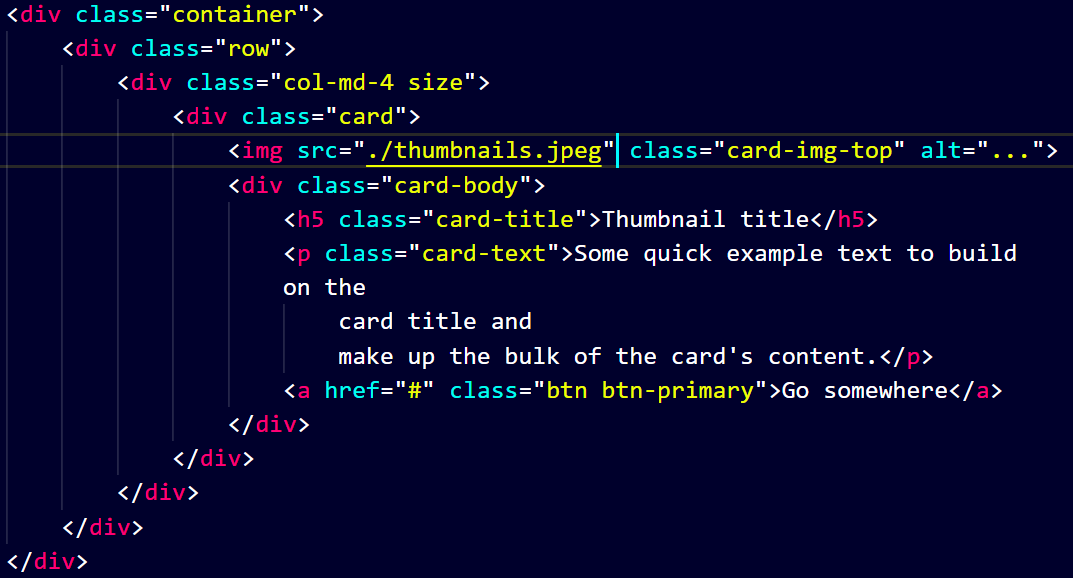 <div class="container">
    <div class="row">
        <div class="col-md-4 size">
            <div class="card">
                <img src="./thumbnails.jpeg" class="card-img-top" alt="...">
                <div class="card-body">
                    <h5 class="card-title">Thumbnail title</h5>
                    <p class="card-text">Some quick example text to build
                    on the
                        card title and
                        make up the bulk of the card's content.</p>
                    <a href="#" class="btn btn-primary">Go somewhere</a>
                </div>
            </div>
        </div>
    </div>
</div>